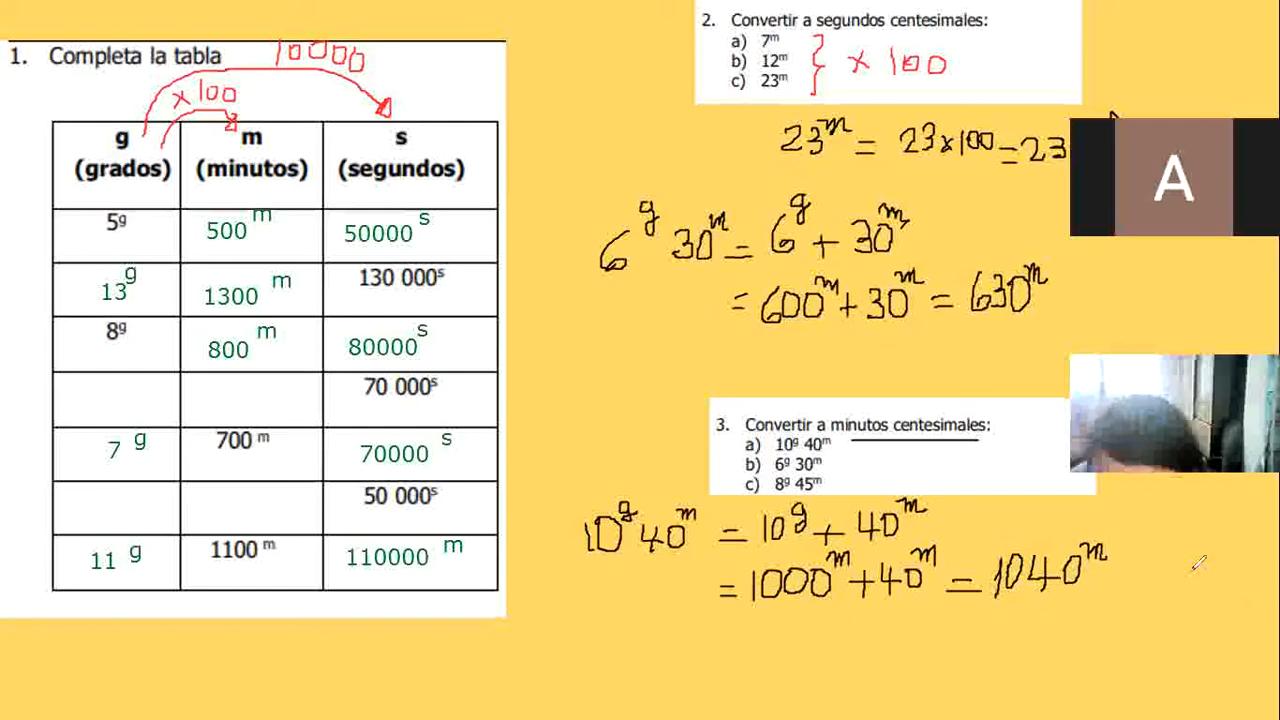 1. Completa la tabla
10000
x 100
g (grados) m (minutos) s (segundos)
5g 500 m 50000 s
13 g 1300 m 130 000s
8g 800 m 80000 s
70 000s
7 g 700 m 70000 s
50 000s
11 g 1100 m 110000 m
2. Convertir a segundos centesimales:
a) 7m
b) 12m
c) 23m
x 100
23m = 23x100 = 23
A
6g 30m = 6g + 30m
= 600m + 30m = 630m
3. Convertir a minutos centesimales:
a) 10g 40m
b) 6g 30m
c) 8g 45m
10g 40m = 10g + 40m
= 1000m + 40m = 1040m